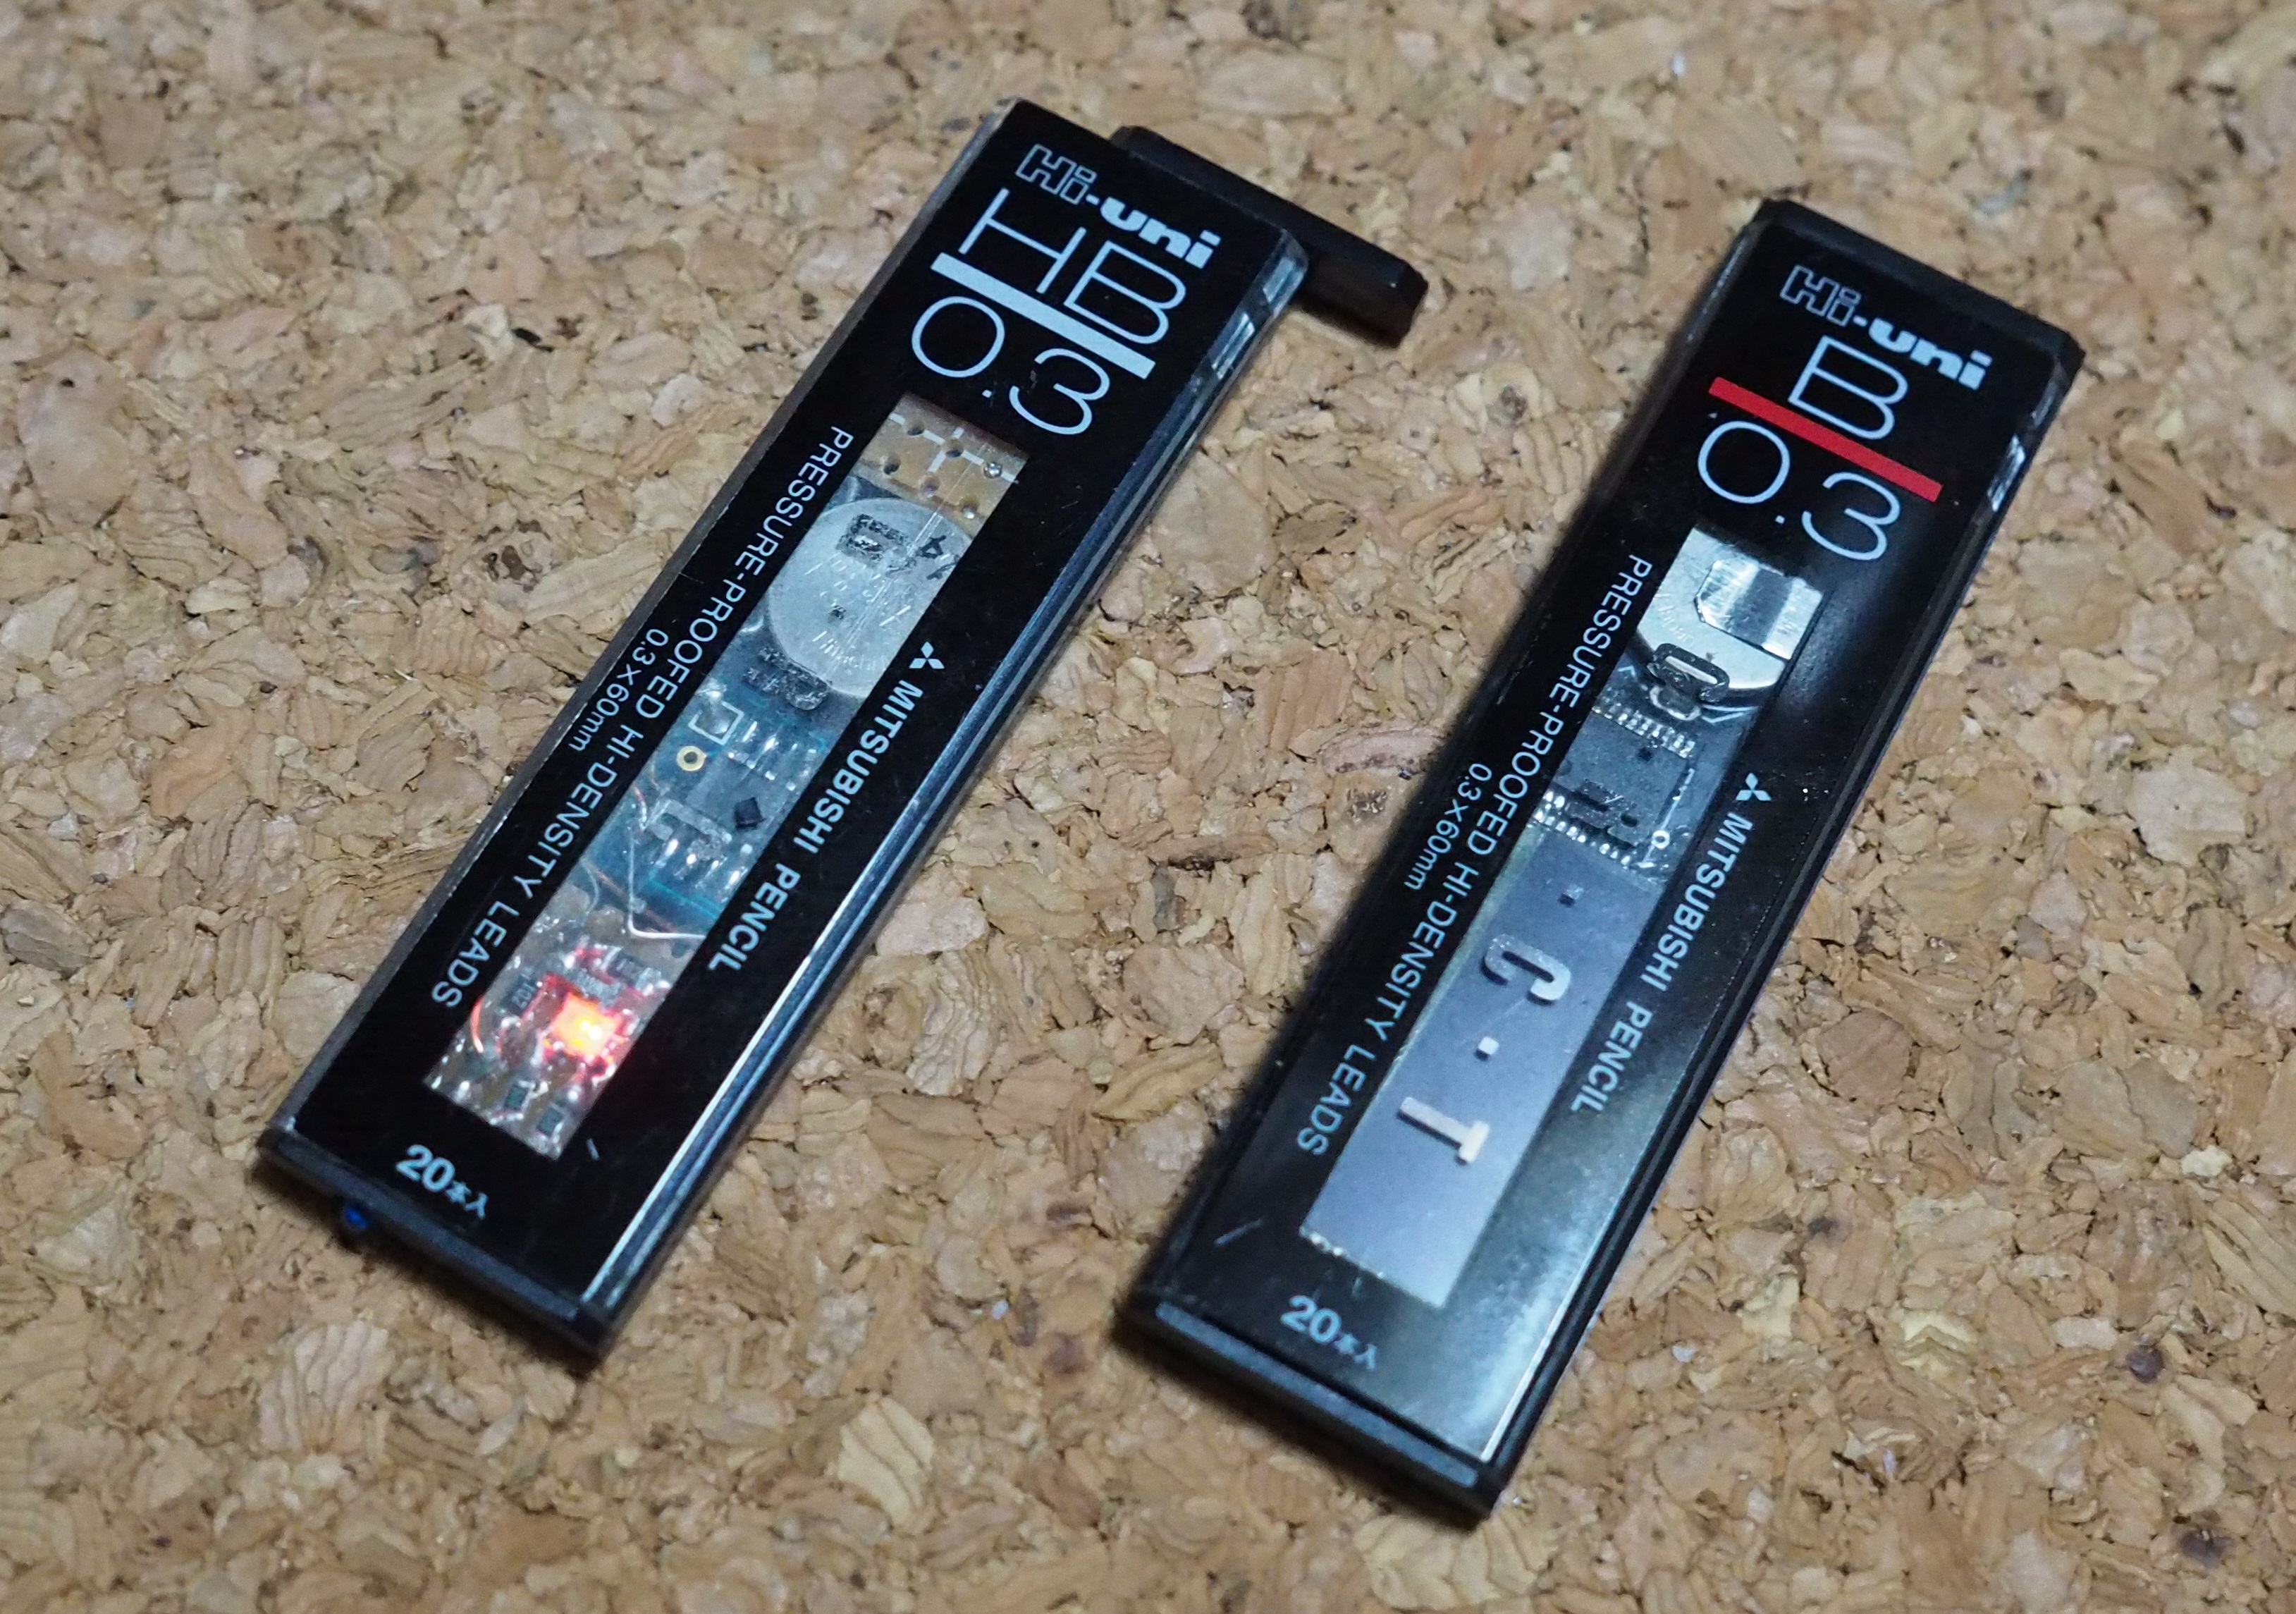 Hi-uni
HB
0.3
PRESSURE-PROOFED HI-DENSITY LEADS
0.3×60mm
MITSUBISHI PENCIL
20本入
Hi-uni
B
0.3
PRESSURE-PROOFED HI-DENSITY LEADS
0.3×60mm
MITSUBISHI PENCIL
20本入